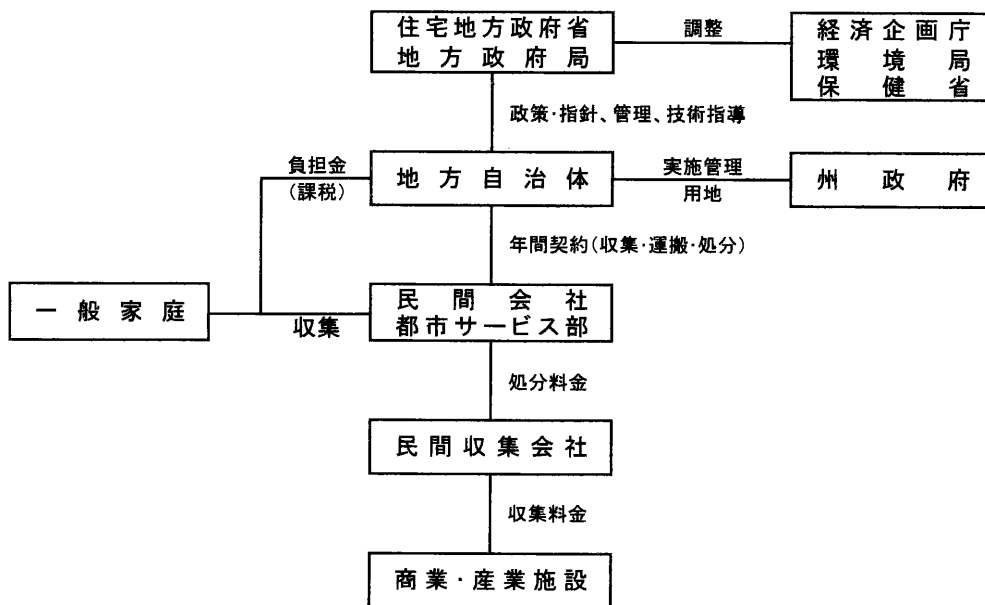 住宅地方政府省
地方政府局
調整
経済企画庁
環境局
保健省
政策·指針、管理、技術指導
負担金
(課税)
地方自治体
実施管理
用地
州政府
年間契約(収集·運搬·処分)
一般家庭
収集
民間会社
都市サービス部
処分料金
民間収集会社
収集料金
商業·産業施設